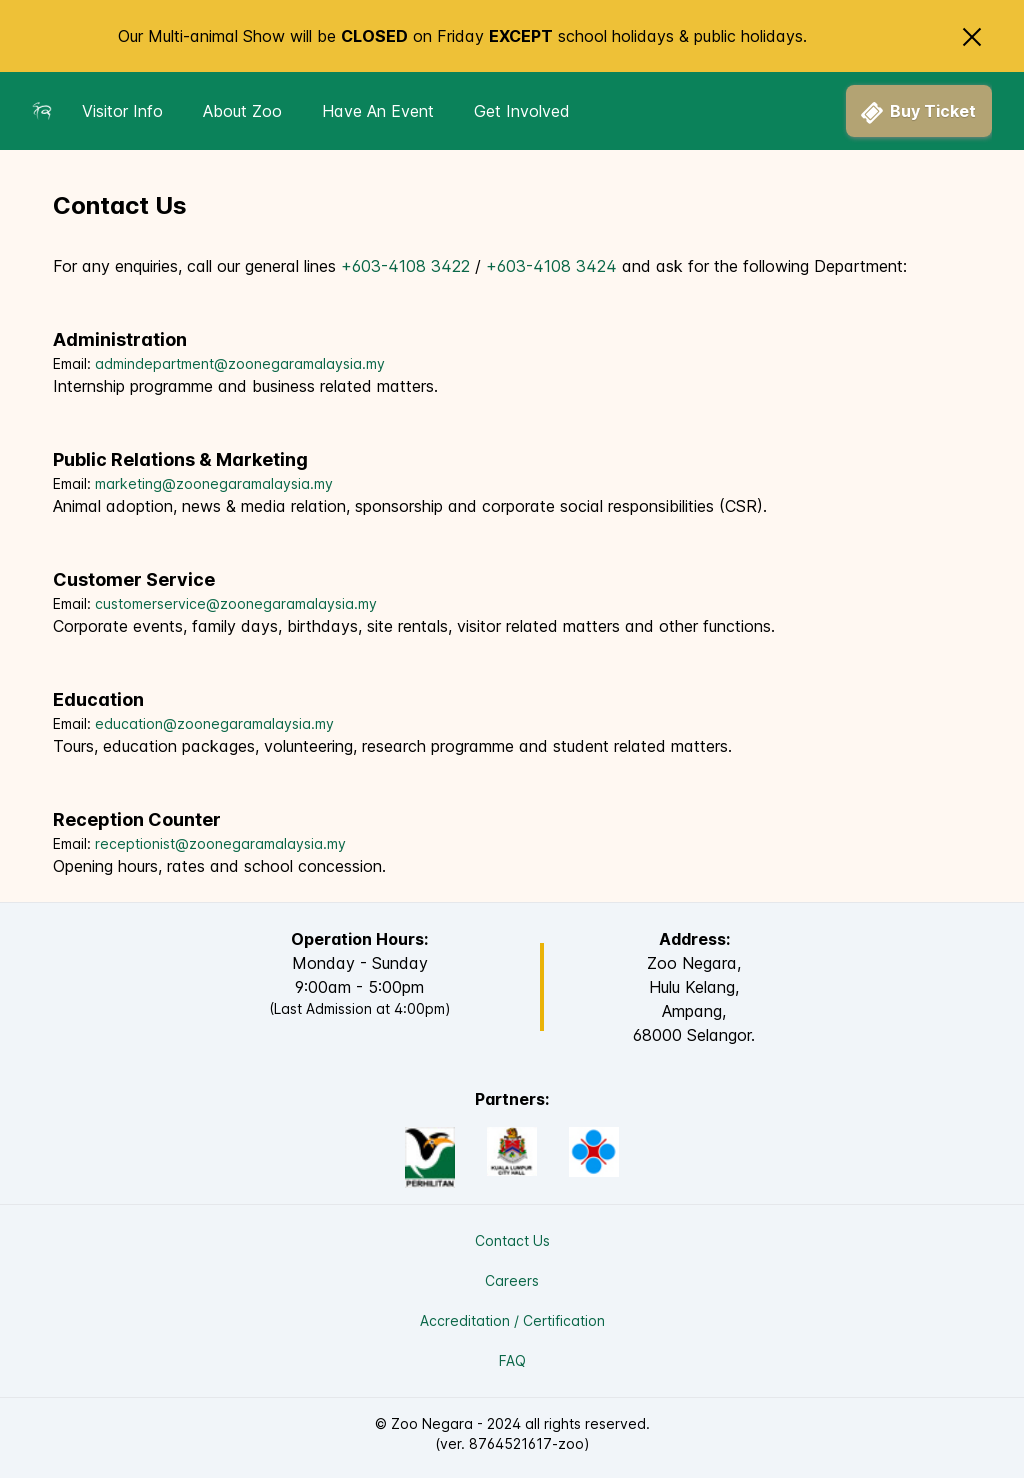 Our Multi-animal Show will be CLOSED on Friday EXCEPT school holidays & public holidays.
Visitor Info
About Zoo
Have An Event
Get Involved
Buy Ticket
Contact Us
For any enquiries, call our general lines +603-4108 3422 / +603-4108 3424 and ask for the following Department:
Administration
Email: admindepartment@zoonegaramalaysia.my
Internship programme and business related matters.
Public Relations & Marketing
Email: marketing@zoonegaramalaysia.my
Animal adoption, news & media relation, sponsorship and corporate social responsibilities (CSR).
Customer Service
Email: customerservice@zoonegaramalaysia.my
Corporate events, family days, birthdays, site rentals, visitor related matters and other functions.
Education
Email: education@zoonegaramalaysia.my
Tours, education packages, volunteering, research programme and student related matters.
Reception Counter
Email: receptionist@zoonegaramalaysia.my
Opening hours, rates and school concession.
Operation Hours:
Monday - Sunday
9:00am - 5:00pm
(Last Admission at 4:00pm)
Address:
Zoo Negara,
Hulu Kelang,
Ampang,
68000 Selangor.
Partners:
PERHILITAN
KUALA LUMPUR
CITY HALL
Contact Us
Careers
Accreditation / Certification
FAQ
© Zoo Negara - 2024 all rights reserved.
(ver. 8764521617-zoo)